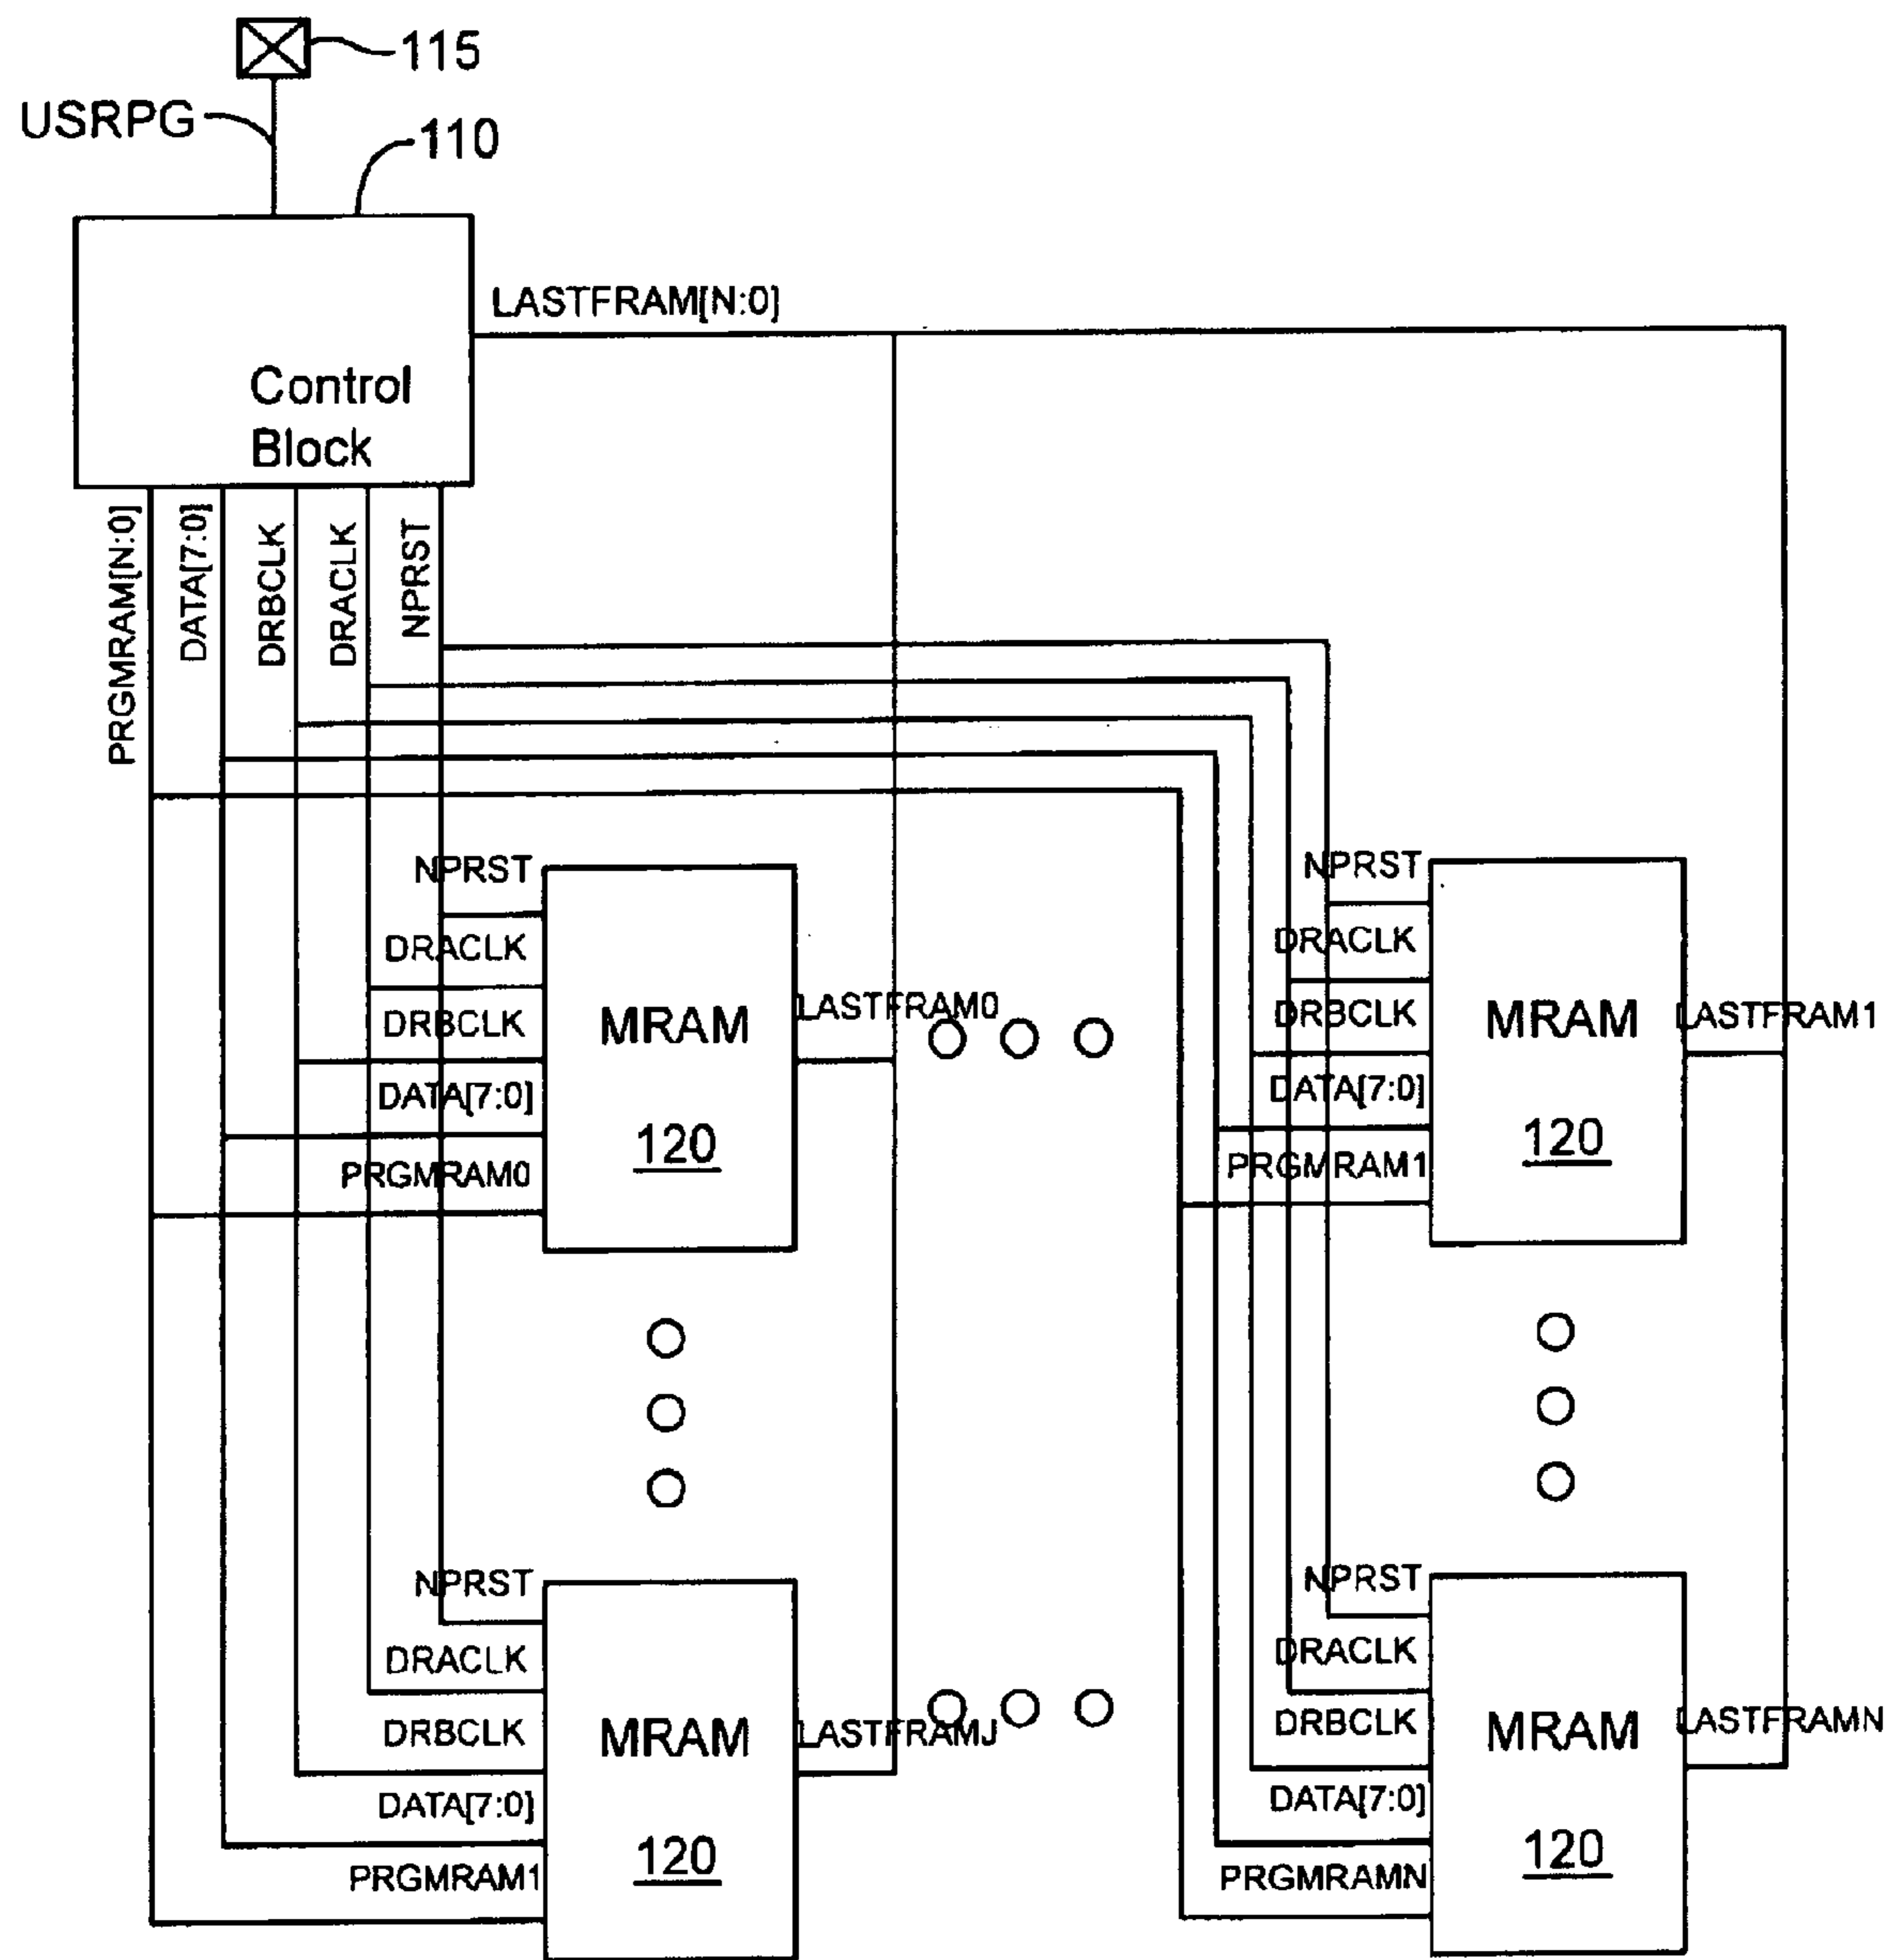 115
USRPG
110
LASTFRAM[N:0]
Control
Block
PRGMRAM[N:0]
DATA[7:0]
DRBCLK
DRACLK
NPRST
NPRST
DRACLK
DRBCLK
DATA[7:0]
PRGMRAM0
MRAM
120
LASTFRAM0
NPRST
DRACLK
DRBCLK
DATA[7:0]
PRGMRAM1
MRAM
120
LASTFRAM1
NPRST
DRACLK
DRBCLK
DATA[7:0]
PRGMRAM1
MRAM
120
LASTFRAMJ
NPRST
DRACLK
DRBCLK
DATA[7:0]
PRGMRAMN
MRAM
120
LASTFRAMN